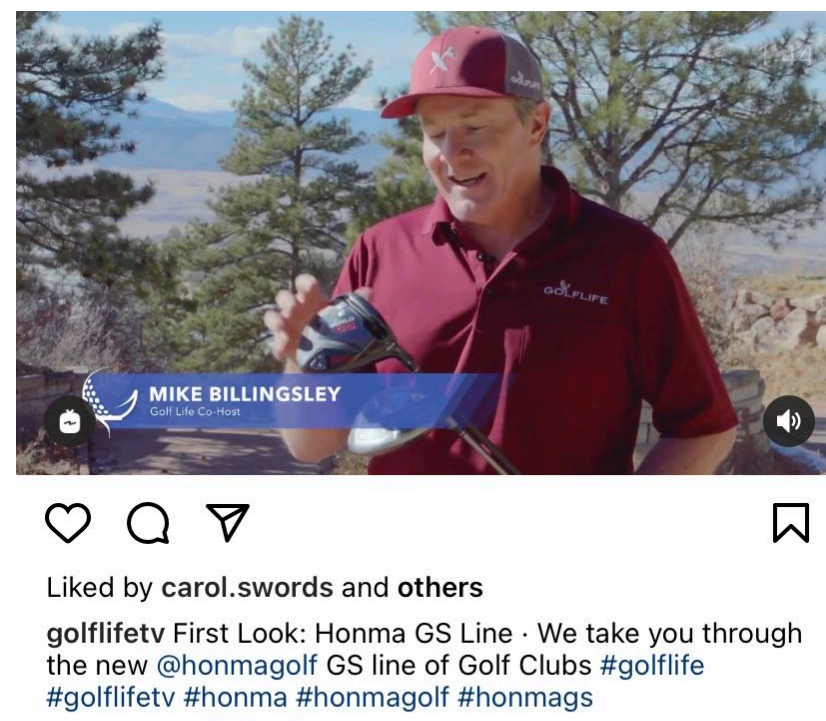 GOLFLIFE
MIKE BILLINGSLEY
Golf Life Co-Host
Liked by carol.swords and others
golflifetv First Look: Honma GS Line · We take you through
the new @honmagolf GS line of Golf Clubs #golflife
#golflifetv #honma #honmagolf #honmags